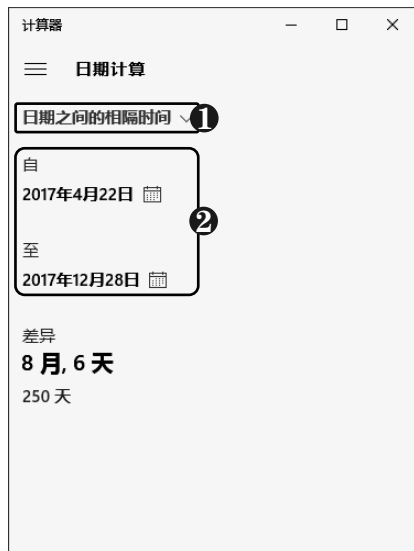 计算器
日期计算
日期之间的相隔时间 ❶
自
2017年4月22日
❷
至
2017年12月28日
差异
8 月, 6 天
250 天